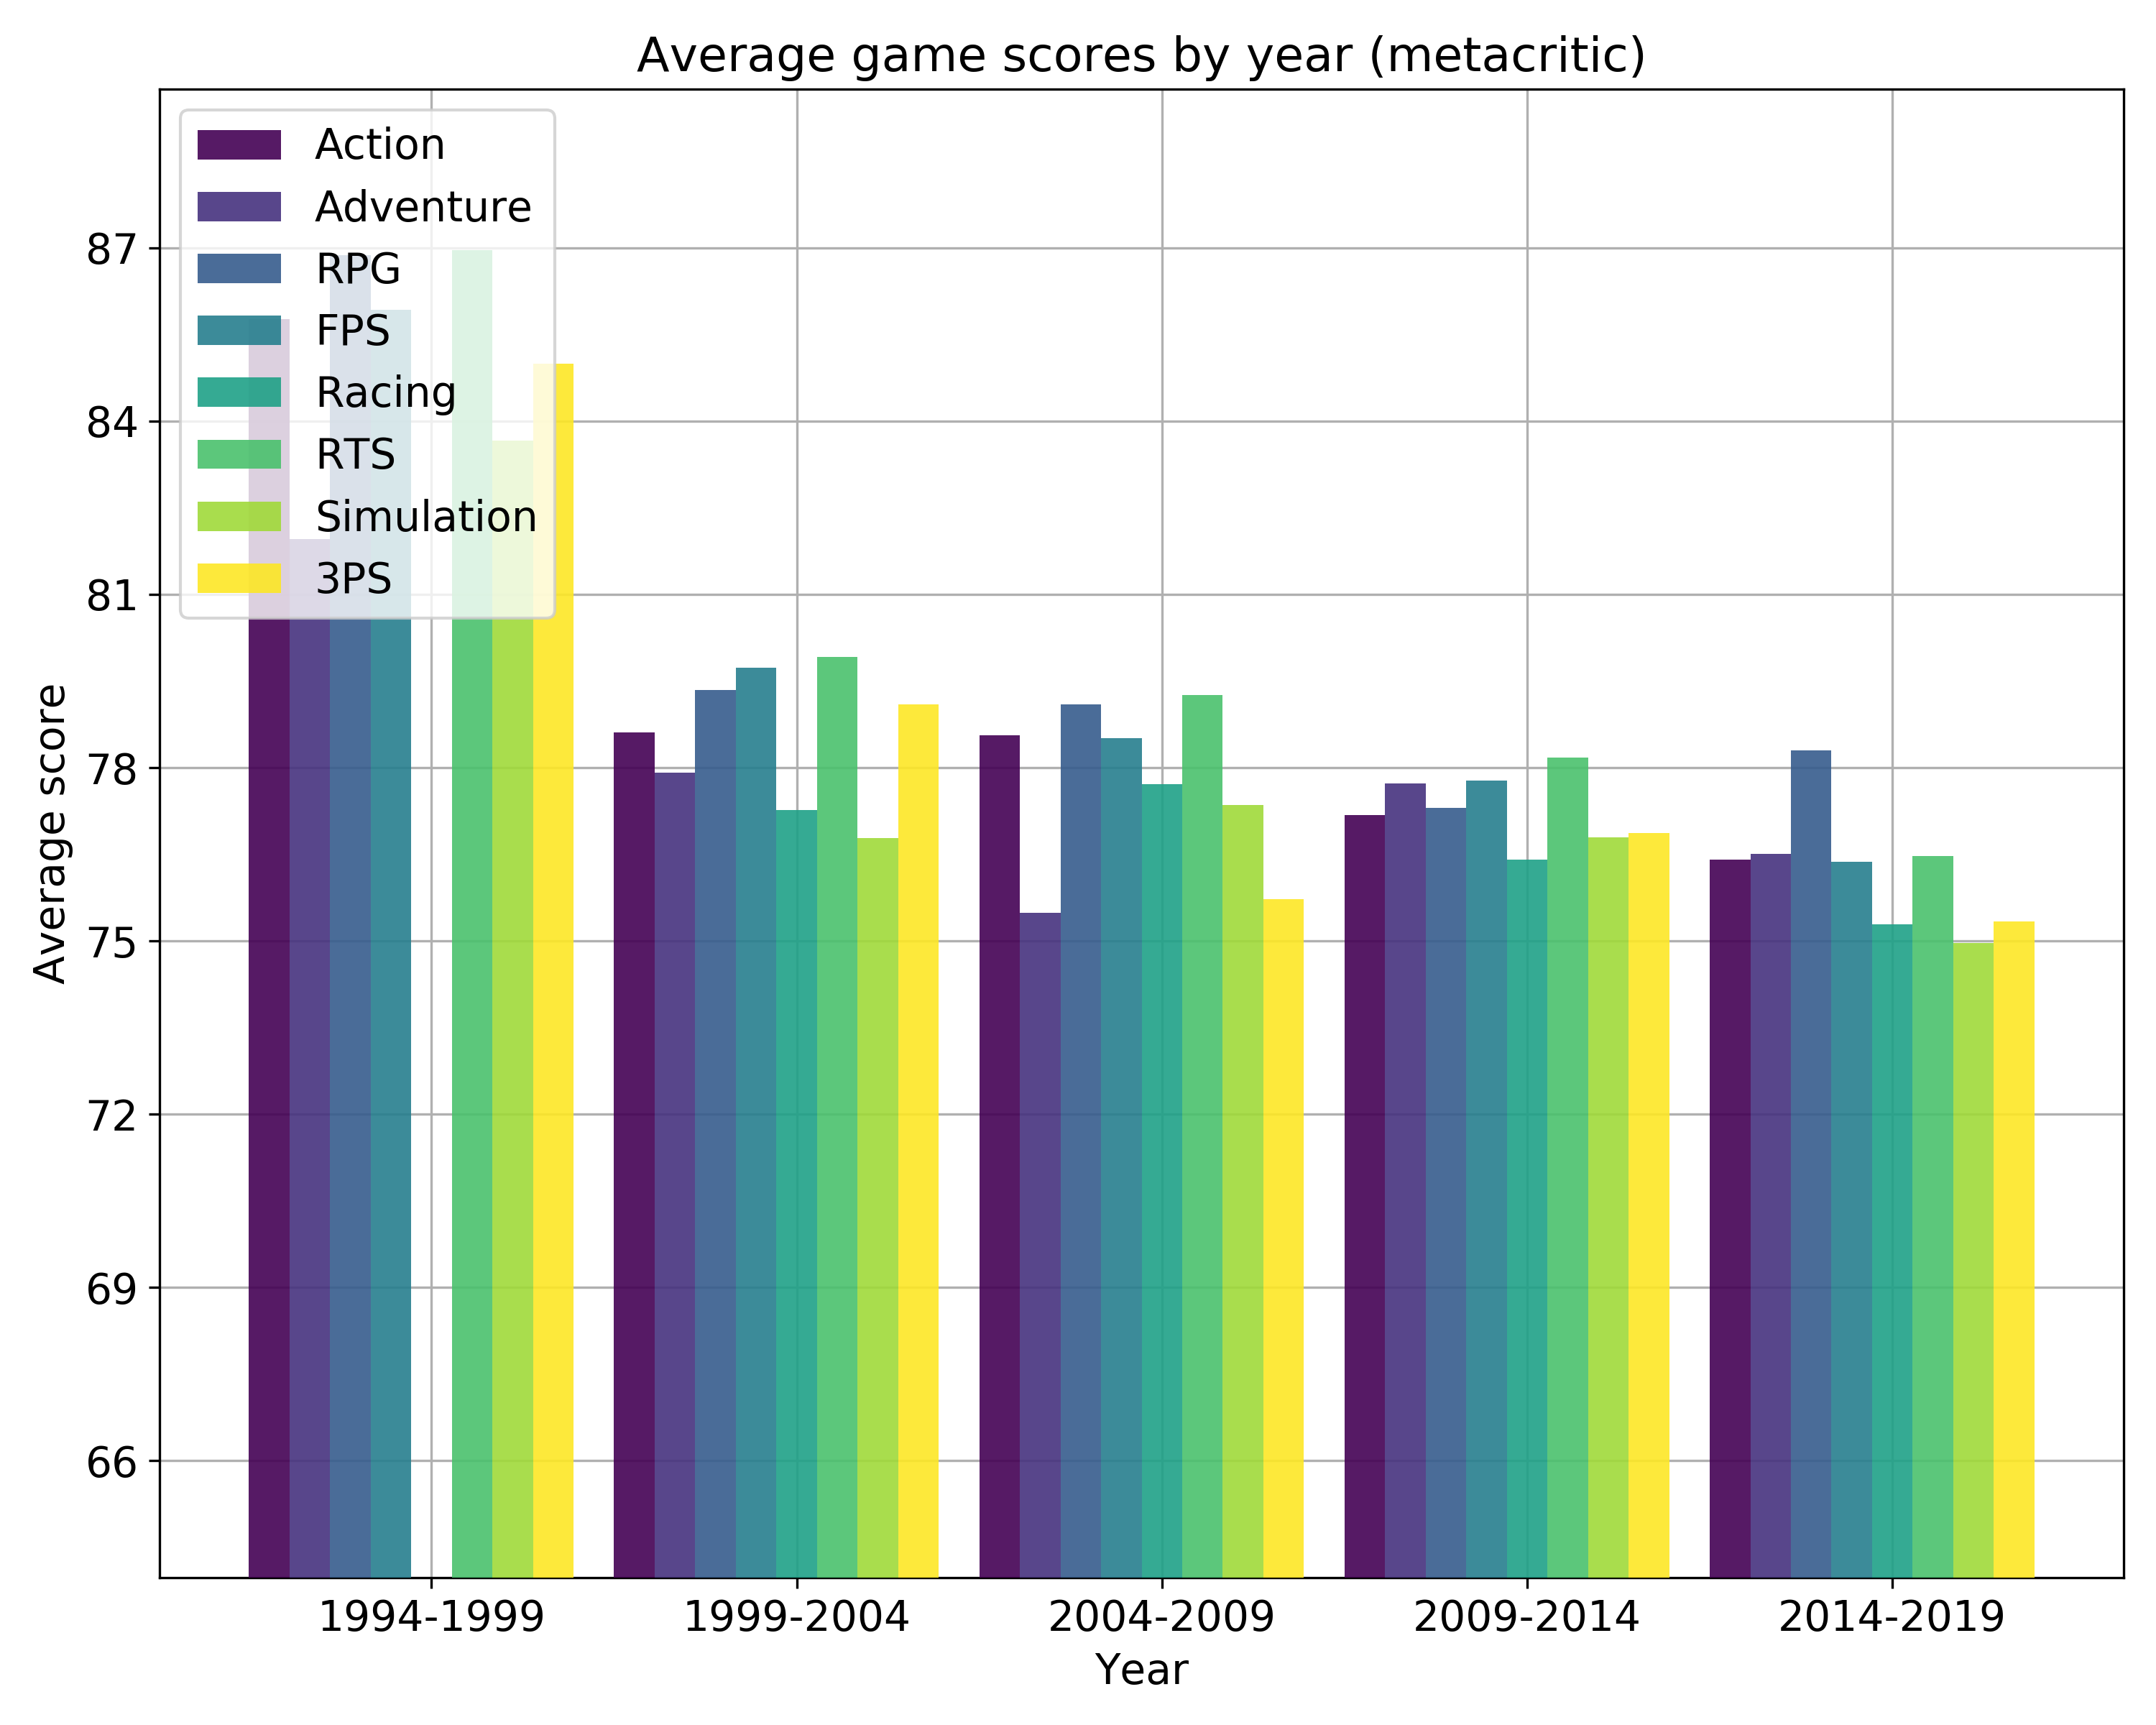 Average game scores by year (metacritic)
Action
Adventure
RPG
FPS
Racing
RTS
Simulation
3PS
87
84
81
78
75
72
69
66
Average score
1994-1999
1999-2004
2004-2009
2009-2014
2014-2019
Year